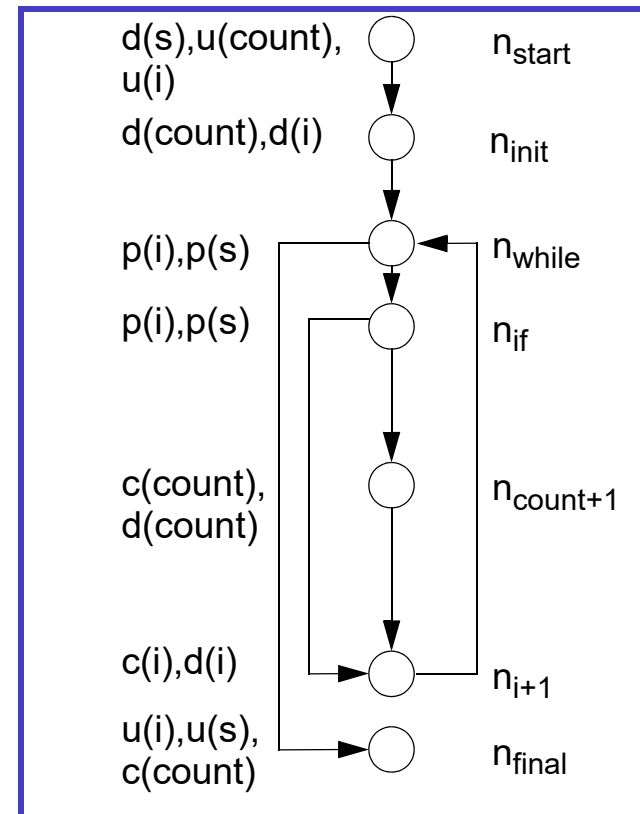 d(s),u(count), n_start
u(i)
d(count),d(i) n_init
p(i),p(s) n_while
p(i),p(s) n_if
c(count), n_count+1
d(count)
c(i),d(i) n_i+1
u(i),u(s), n_final
c(count)